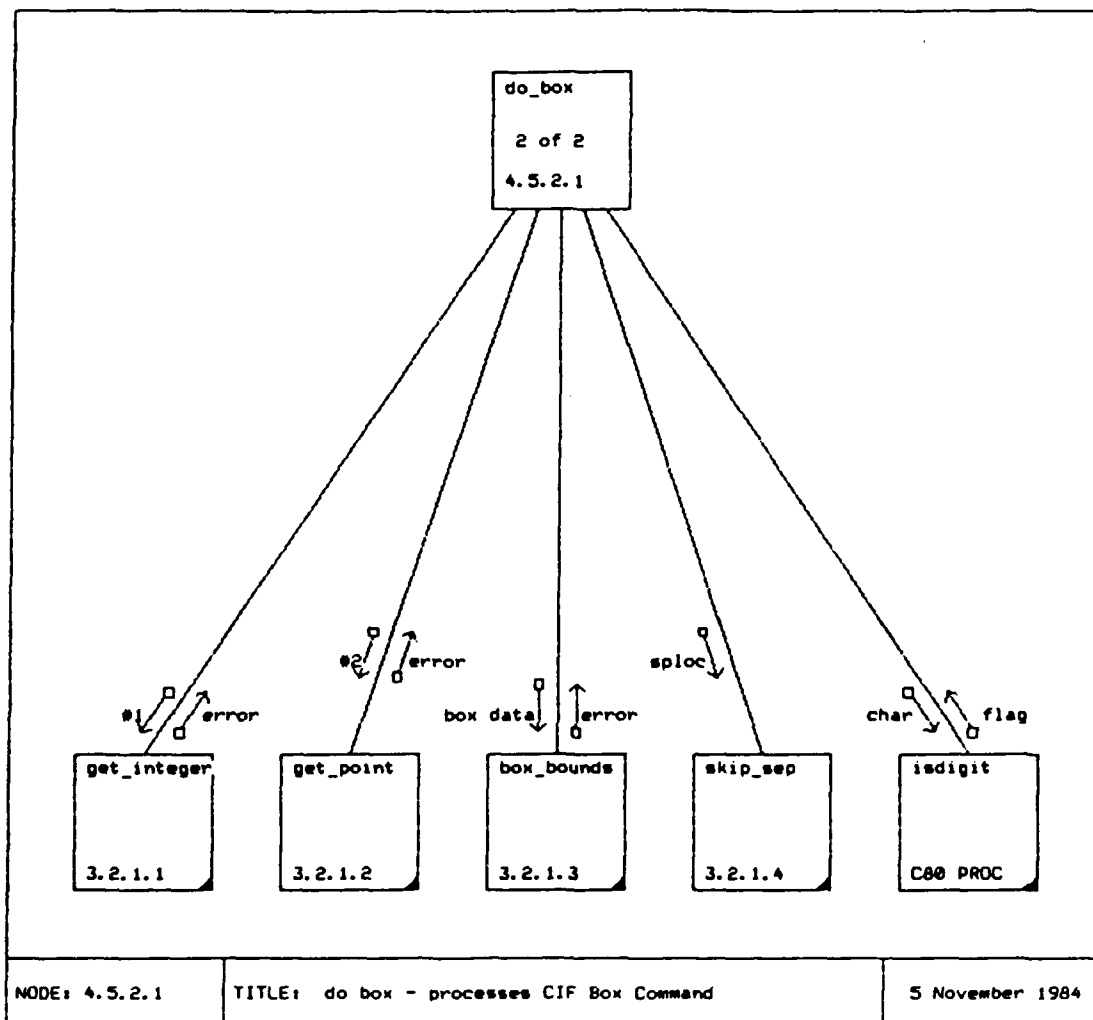 do_box
2 of 2
4.5.2.1
#2
error
sploc
#1
error
box data
error
char
flag
get_integer
get_point
box_bounds
skip_sep
isdigit
3.2.1.1
3.2.1.2
3.2.1.3
3.2.1.4
C80 PROC
NODE: 4.5.2.1
TITLE: do box - processes CIF Box Command
5 November 1984